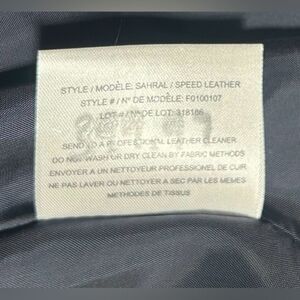 STYLE / MODÈLE: SAHRAL / SPEED LEATHER
STYLE # / N° DE MODÈLE: F0100107
LOT # / N° DE LOT: 318186
SEND TO A PROFESSIONAL LEATHER CLEANER
DO NOT WASH OR DRY CLEAN BY FABRIC METHODS
ENVOYER A UN NETTOYEUR PROFESSIONEL DE CUIR
NE PAS LAVER OU NETTOYER A SEC PAR LES MEMES
METHODES DE TISSUS